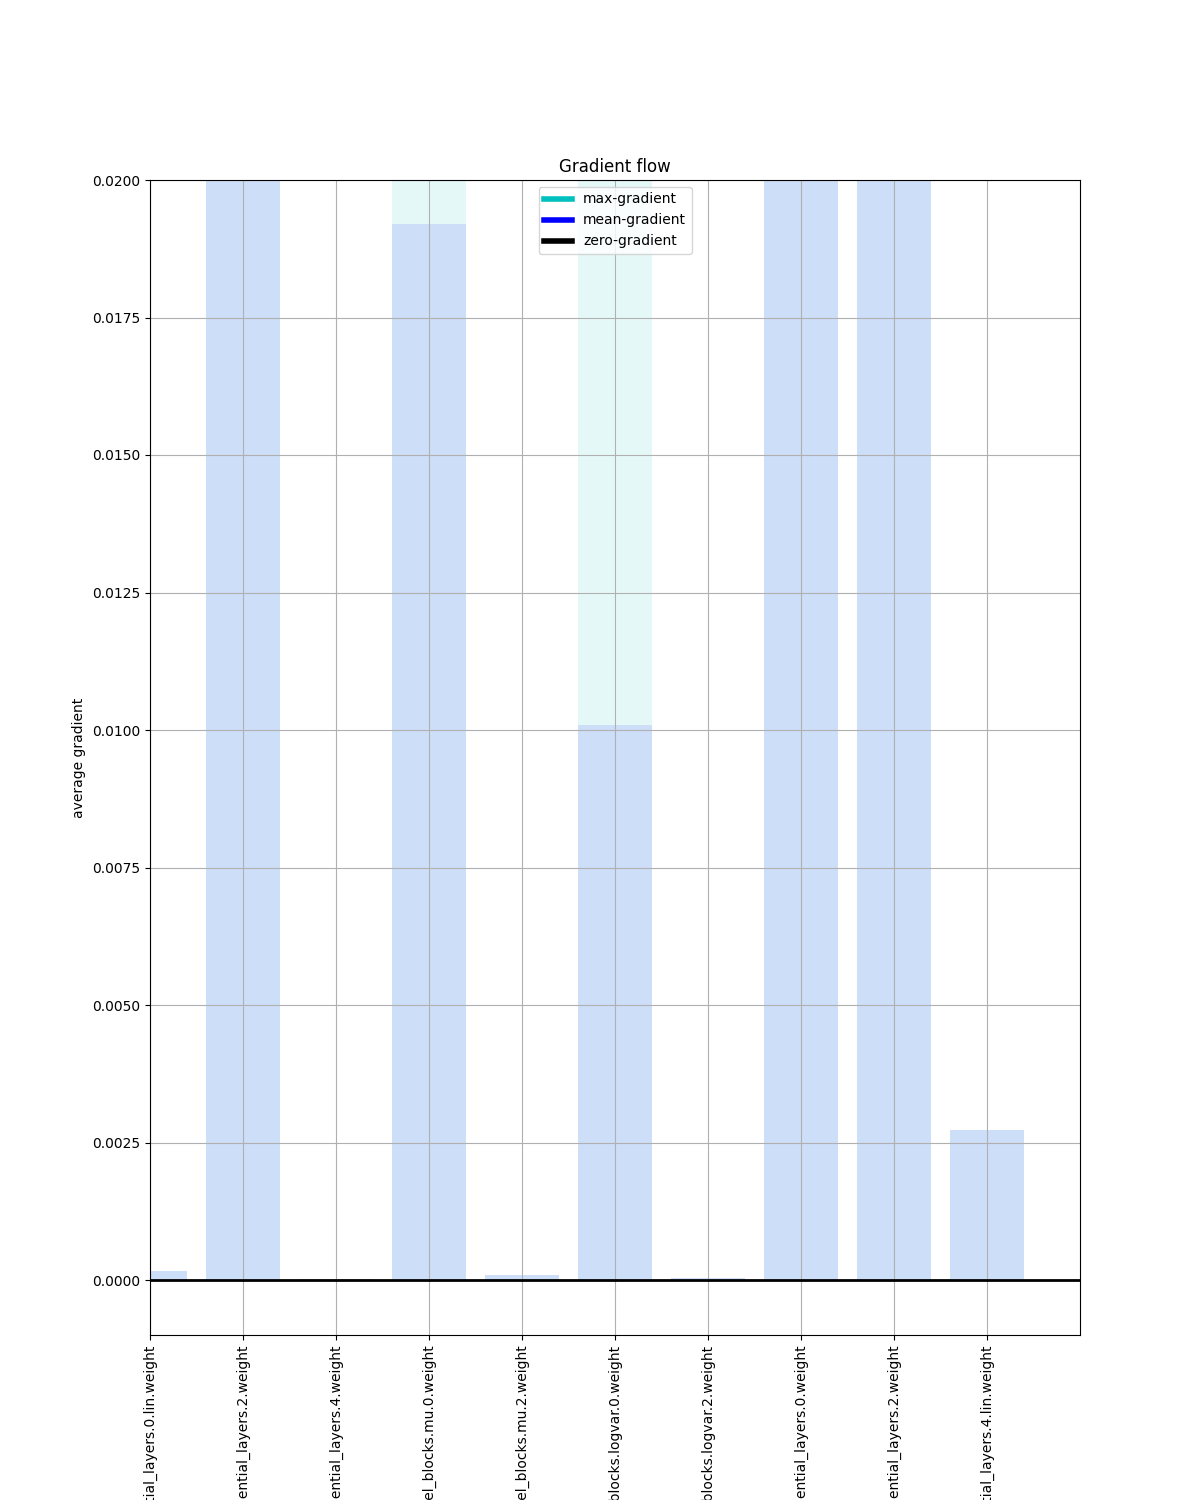 Gradient flow
max-gradient
mean-gradient
zero-gradient
average gradient
0.0200
0.0175
0.0150
0.0125
0.0100
0.0075
0.0050
0.0025
0.0000
tial_layers.0.lin.weight
ential_layers.2.weight
ential_layers.4.weight
el_blocks.mu.0.weight
el_blocks.mu.2.weight
blocks.logvar.0.weight
blocks.logvar.2.weight
ential_layers.0.weight
ential_layers.2.weight
tial_layers.4.lin.weight